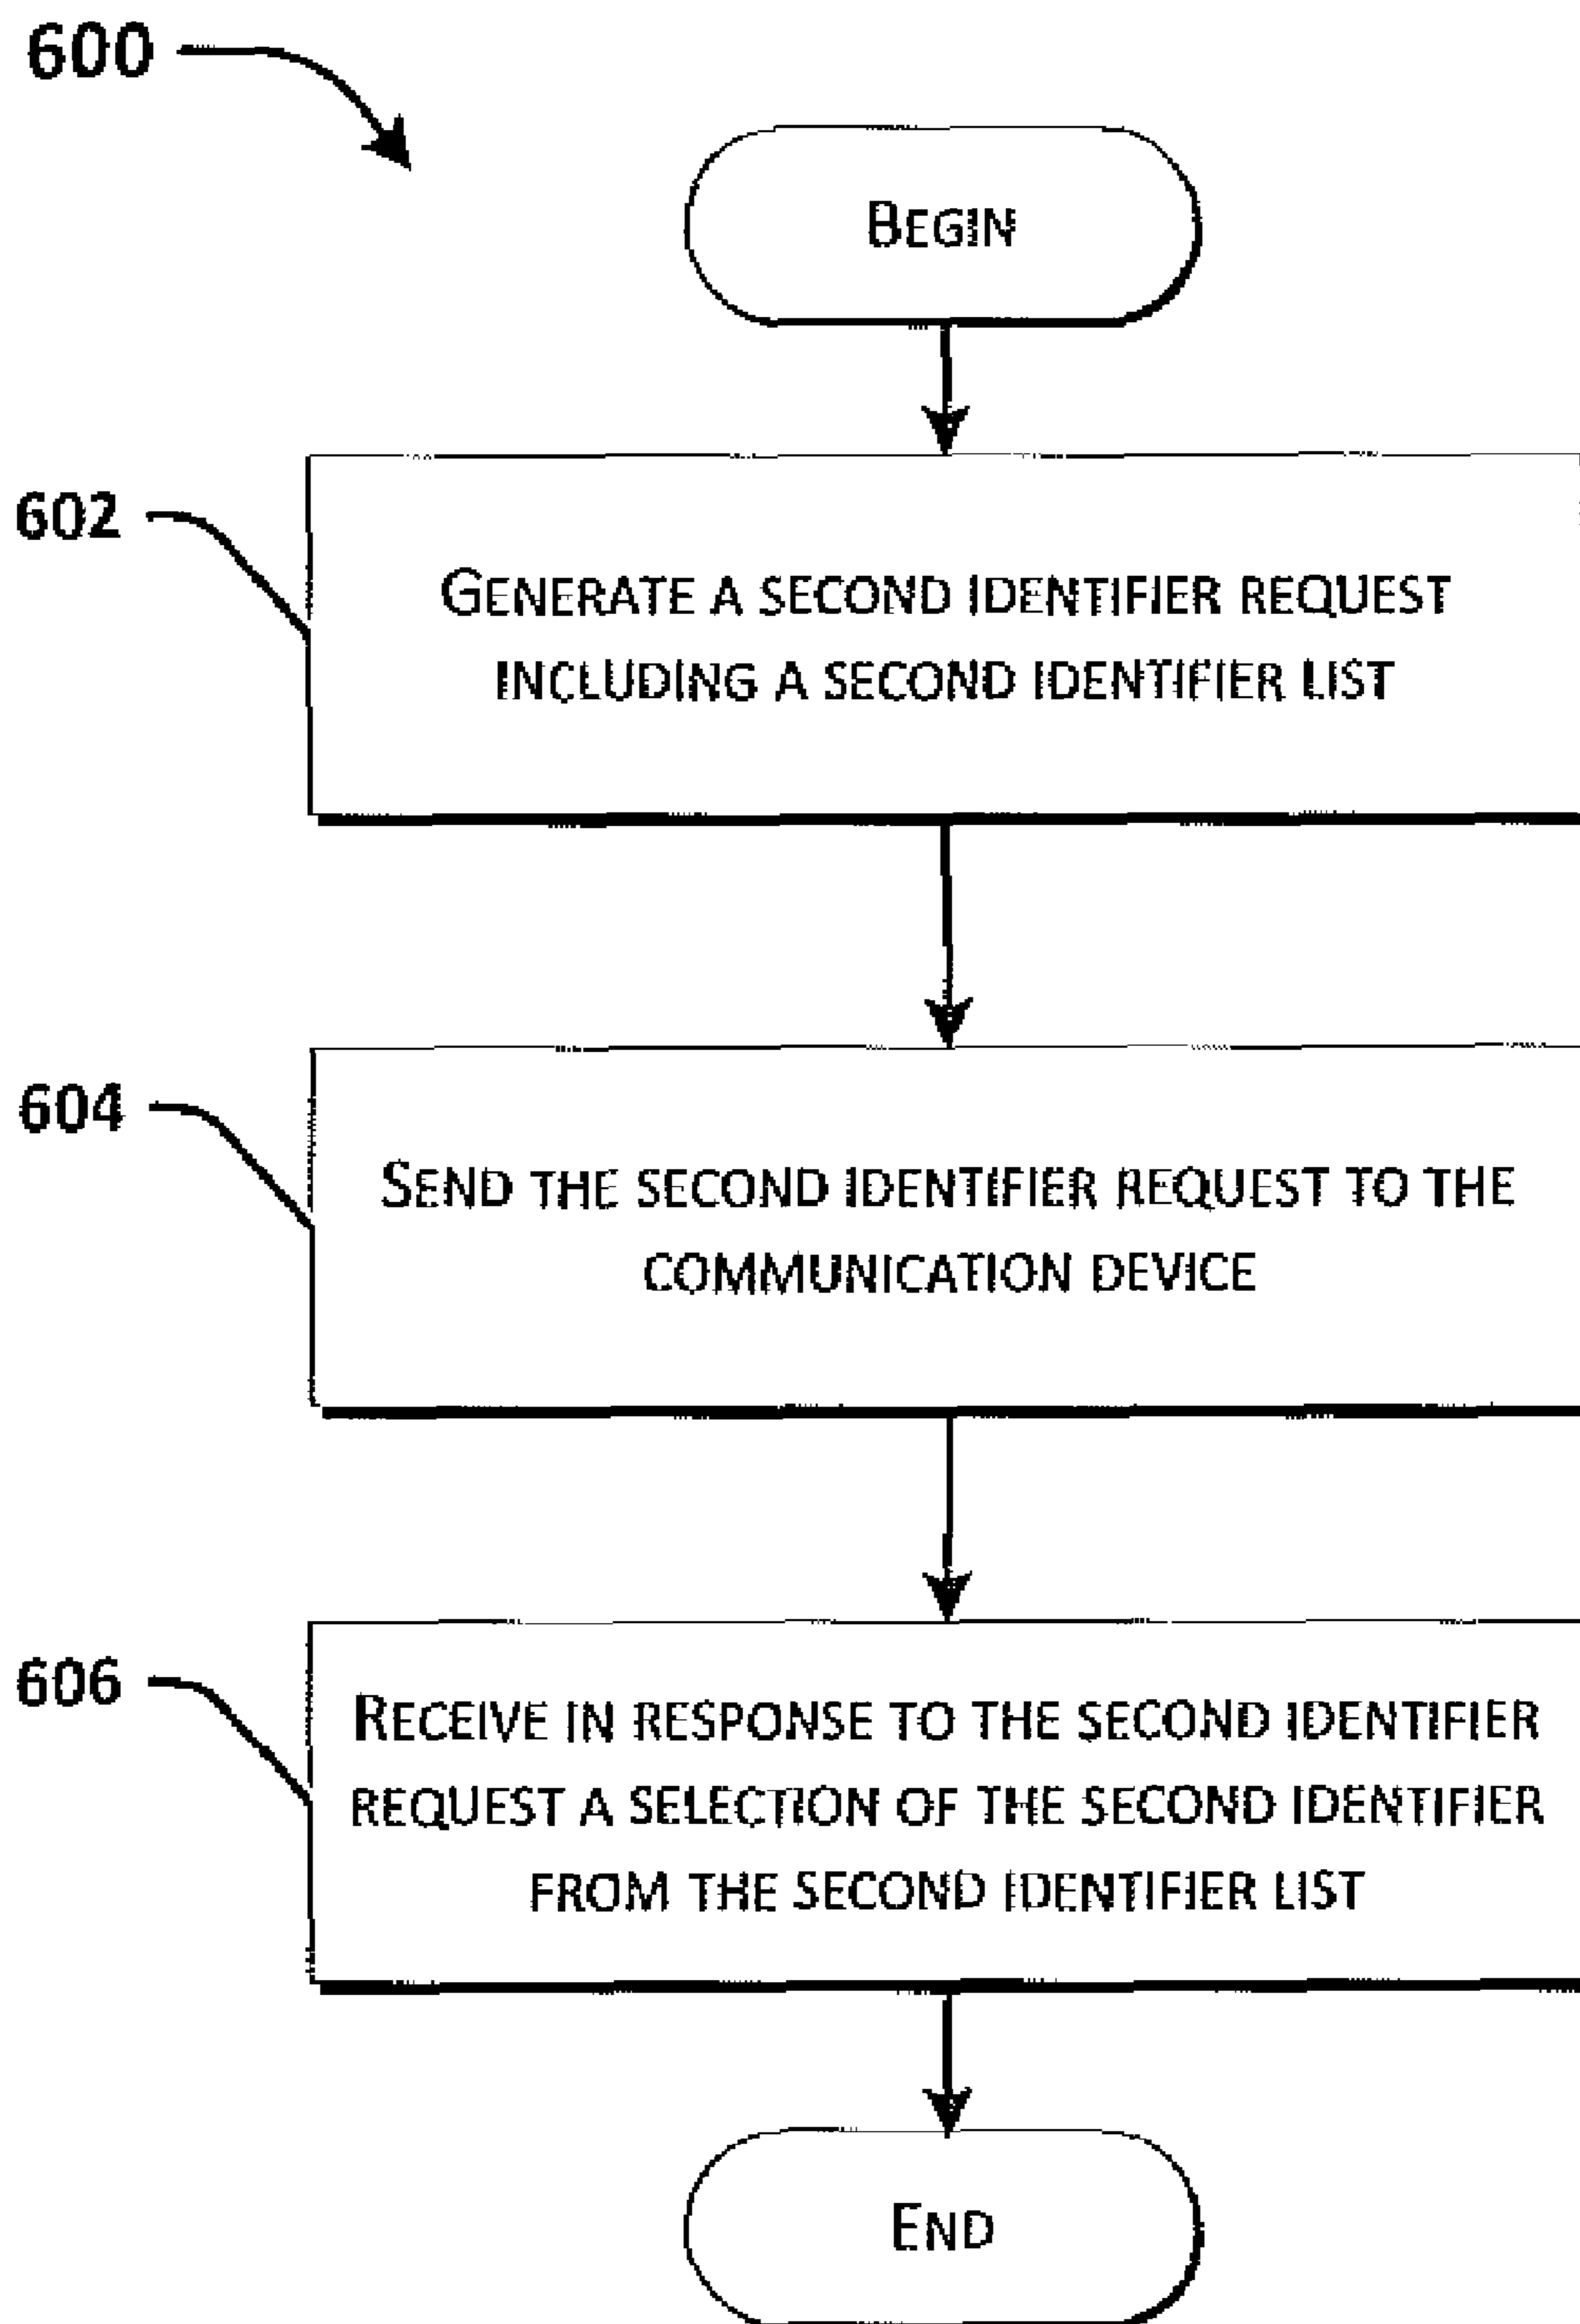 600
BEGIN
602
GENERATE A SECOND IDENTIFIER REQUEST
INCLUDING A SECOND IDENTIFIER LIST
604
SEND THE SECOND IDENTIFIER REQUEST TO THE
COMMUNICATION DEVICE
606
RECEIVE IN RESPONSE TO THE SECOND IDENTIFIER
REQUEST A SELECTION OF THE SECOND IDENTIFIER
FROM THE SECOND IDENTIFIER LIST
END